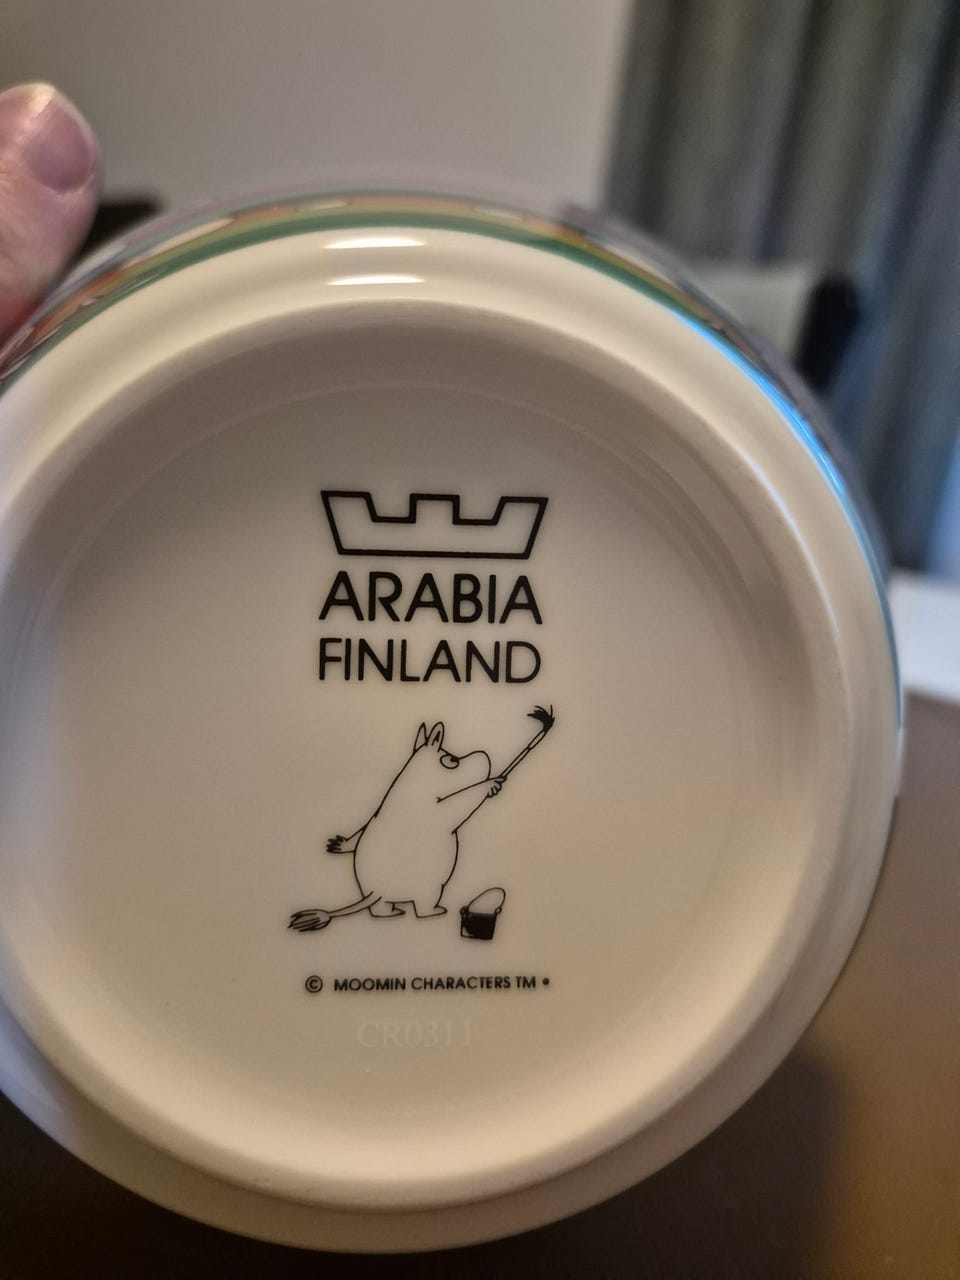 ARABIA
FINLAND
© MOOMIN CHARACTERS TM •
CR0311